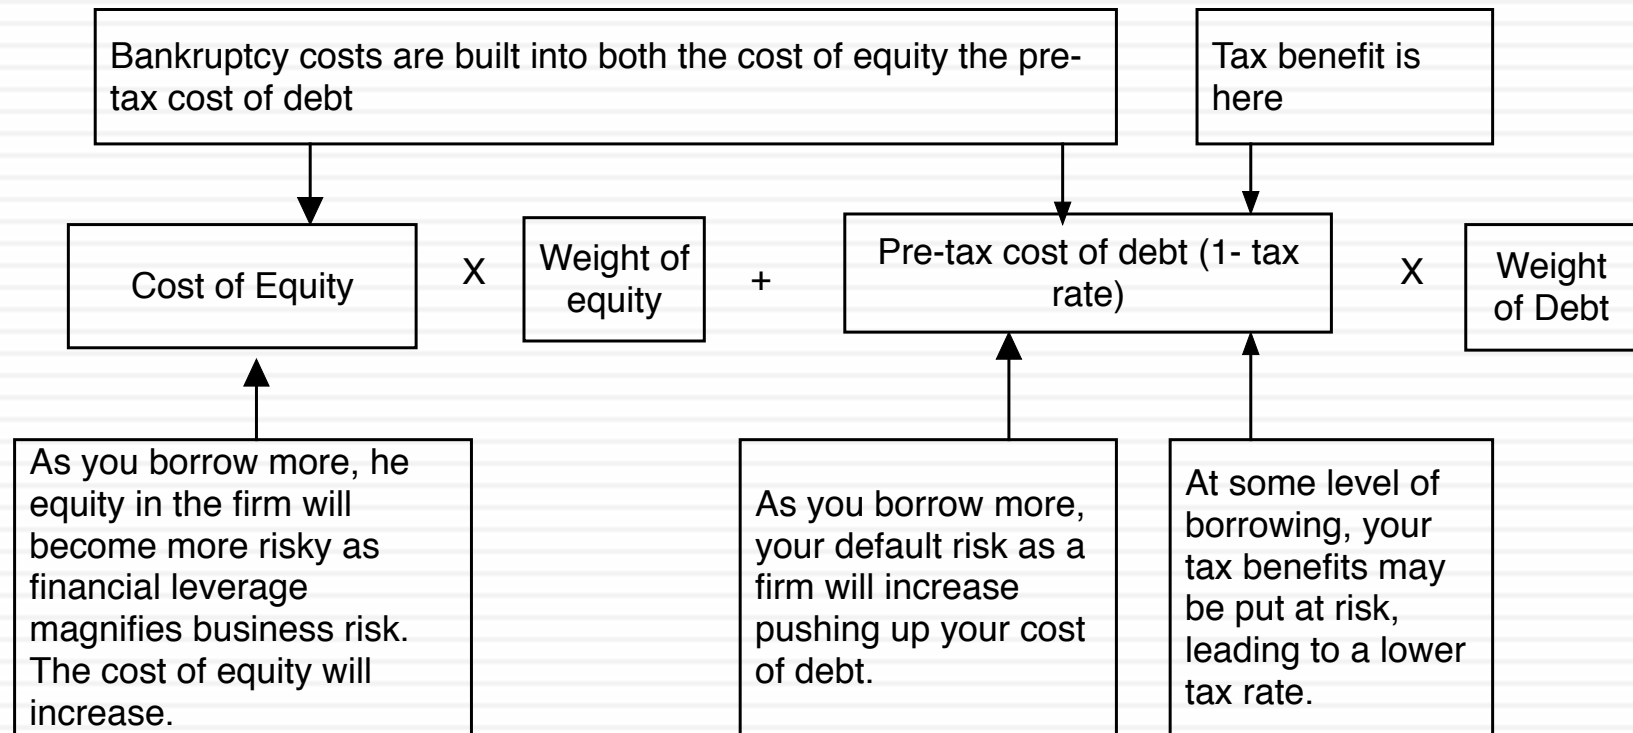 Bankruptcy costs are built into both the cost of equity the pre-
tax cost of debt
Tax benefit is
here
Cost of Equity
X
Weight of
equity
+
Pre-tax cost of debt (1- tax
rate)
X
Weight
of Debt
As you borrow more, he
equity in the firm will
become more risky as
financial leverage
magnifies business risk.
The cost of equity will
increase.
As you borrow more,
your default risk as a
firm will increase
pushing up your cost
of debt.
At some level of
borrowing, your
tax benefits may
be put at risk,
leading to a lower
tax rate.